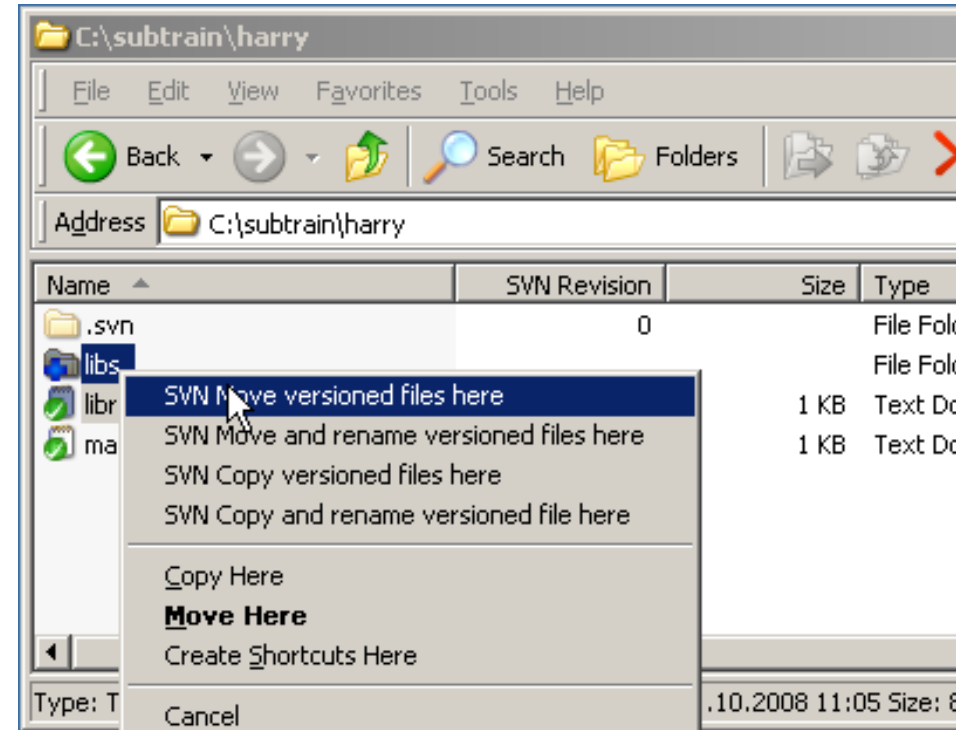 C:\subtrain\harry
File Edit View Favorites Tools Help
Back Search Folders
Address C:\subtrain\harry
Name SVN Revision Size Type
.svn 0 File Fold
libs File Fold
libr 1 KB Text Do
ma 1 KB Text Do
SVN Move versioned files here
SVN Move and rename versioned files here
SVN Copy versioned files here
SVN Copy and rename versioned file here
Copy Here
Move Here
Create Shortcuts Here
Cancel
Type: T .10.2008 11:05 Size: 8